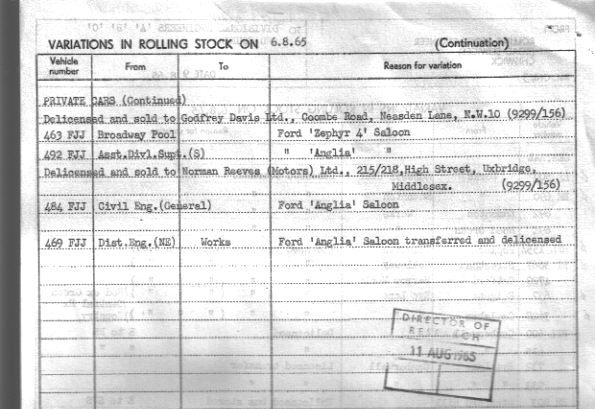 VARIATIONS IN ROLLING STOCK ON 6.8.65 (Continuation)
Vehicle number From To Reason for variation
PRIVATE CARS (Continued)
Delicensed and sold to Godfrey Davis Ltd., Coombe Road, Neasden Lane, N.W.10 (9299/156)
463 FJJ Broadway Pool Ford 'Zephyr 4' Saloon
492 FJJ Asst.Divl.Supt.(S) " 'Anglia' "
Delicensed and sold to Norman Reeves (Motors) Ltd., 215/218,High Street, Uxbridge,
Middlesex. (9299/156)
484 FJJ Civil Eng.(General) Ford 'Anglia' Saloon
469 FJJ Dist.Eng.(NE) Works Ford 'Anglia' Saloon transferred and delicensed
DIRECTOR OF
RESEARCH
11 AUG 1965